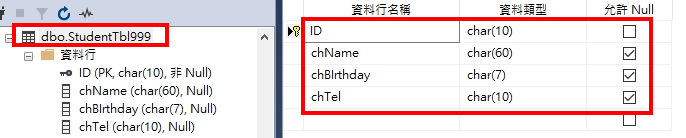 dbo.StudentTbl999
資料行
ID (PK, char(10), 非 Null)
chName (char(60), Null)
chBIrthday (char(7), Null)
chTel (char(10), Null)
資料行名稱 資料類型 允許 Null
ID char(10)
chName char(60)
chBIrthday char(7)
chTel char(10)